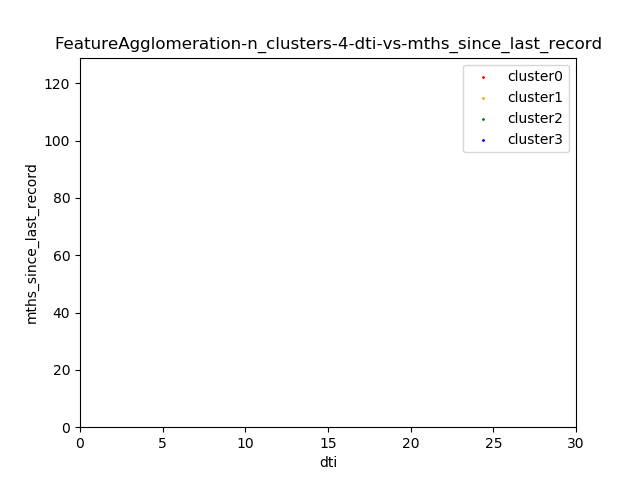 FeatureAgglomeration-n_clusters-4-dti-vs-mths_since_last_record
cluster0
cluster1
cluster2
cluster3
mths_since_last_record
120
100
80
60
40
20
0
0 5 10 15 20 25 30
dti